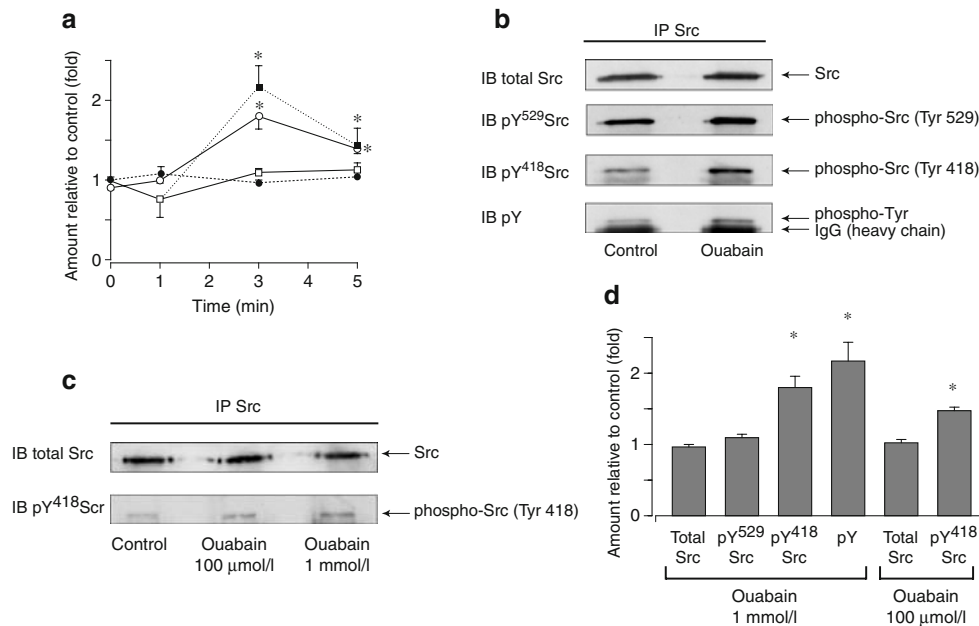 a
Amount relative to control (fold)
2
1
0
0
1
2
3
4
5
Time (min)
*
*
*
*
b
IP Src
IB total Src
Src
IB pY529Src
phospho-Src (Tyr 529)
IB pY418Src
phospho-Src (Tyr 418)
IB pY
phospho-Tyr
IgG (heavy chain)
Control
Ouabain
c
IP Src
IB total Src
Src
IB pY418Scr
phospho-Src (Tyr 418)
Control
Ouabain
100 μmol/l
Ouabain
1 mmol/l
d
Amount relative to control (fold)
2
1
0
*
*
*
Total
Src
pY529
Src
pY418
Src
pY
Total
Src
pY418
Src
Ouabain
1 mmol/l
Ouabain
100 μmol/l